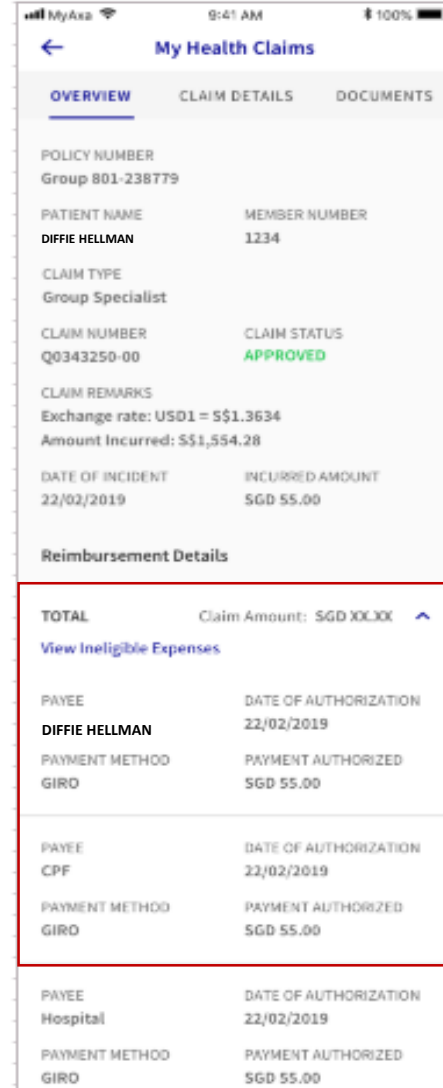 MyAxa 9:41 AM 100%
My Health Claims
OVERVIEW CLAIM DETAILS DOCUMENTS
POLICY NUMBER
Group 801-238779
PATIENT NAME MEMBER NUMBER
DIFFIE HELLMAN 1234
CLAIM TYPE
Group Specialist
CLAIM NUMBER CLAIM STATUS
Q0343250-00 APPROVED
CLAIM REMARKS
Exchange rate: USD1 = S$1.3634
Amount Incurred: S$1,554.28
DATE OF INCIDENT INCURRED AMOUNT
22/02/2019 SGD 55.00
Reimbursement Details
TOTAL Claim Amount: SGD XX.XX
View Ineligible Expenses
PAYEE DATE OF AUTHORIZATION
DIFFIE HELLMAN 22/02/2019
PAYMENT METHOD PAYMENT AUTHORIZED
GIRO SGD 55.00
PAYEE DATE OF AUTHORIZATION
CPF 22/02/2019
PAYMENT METHOD PAYMENT AUTHORIZED
GIRO SGD 55.00
PAYEE DATE OF AUTHORIZATION
Hospital 22/02/2019
PAYMENT METHOD PAYMENT AUTHORIZED
GIRO SGD 55.00